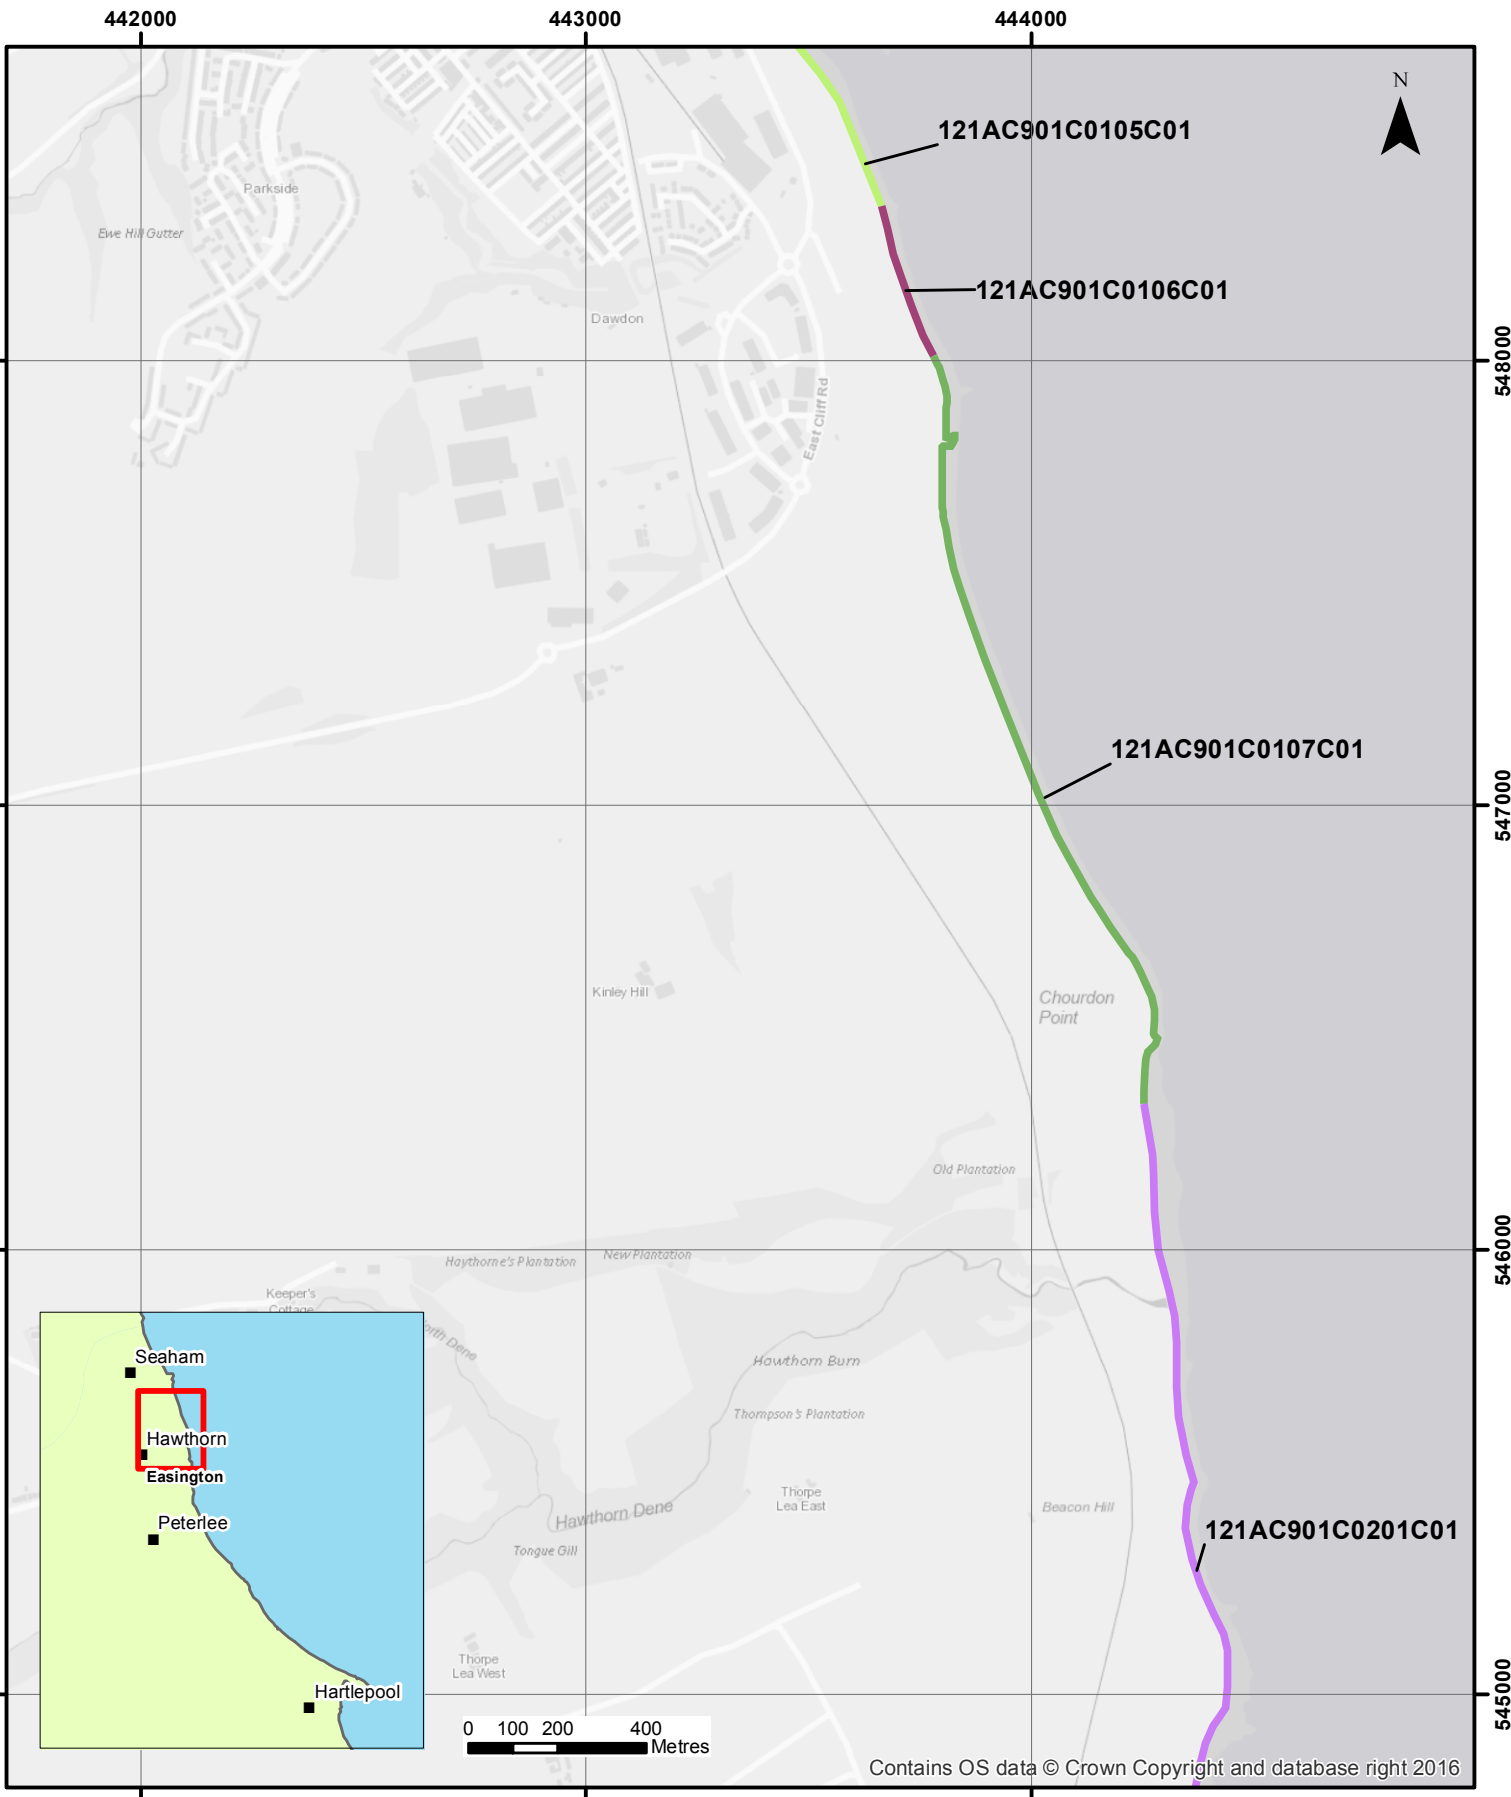 442000
443000
444000
N
121AC901C0105C01
Parkside
Ewe Hill Gutter
121AC901C0106C01
Dawdon
548000
East Cliff Rd
121AC901C0107C01
547000
Kinley Hill
Chourdon
Point
Old Plantation
546000
Haythorne's Plantation
New Plantation
Keeper's
Cottage
North Dene
Seaham
Hawthorn Burn
Thompson's Plantation
Hawthorn
Easington
Thorpe
Lea East
Hawthorn Dene
Beacon Hill
Peterlee
121AC901C0201C01
Tongue Gill
Thorpe
Lea West
Hartlepool
545000
0 100 200 400
Metres
Contains OS data © Crown Copyright and database right 2016